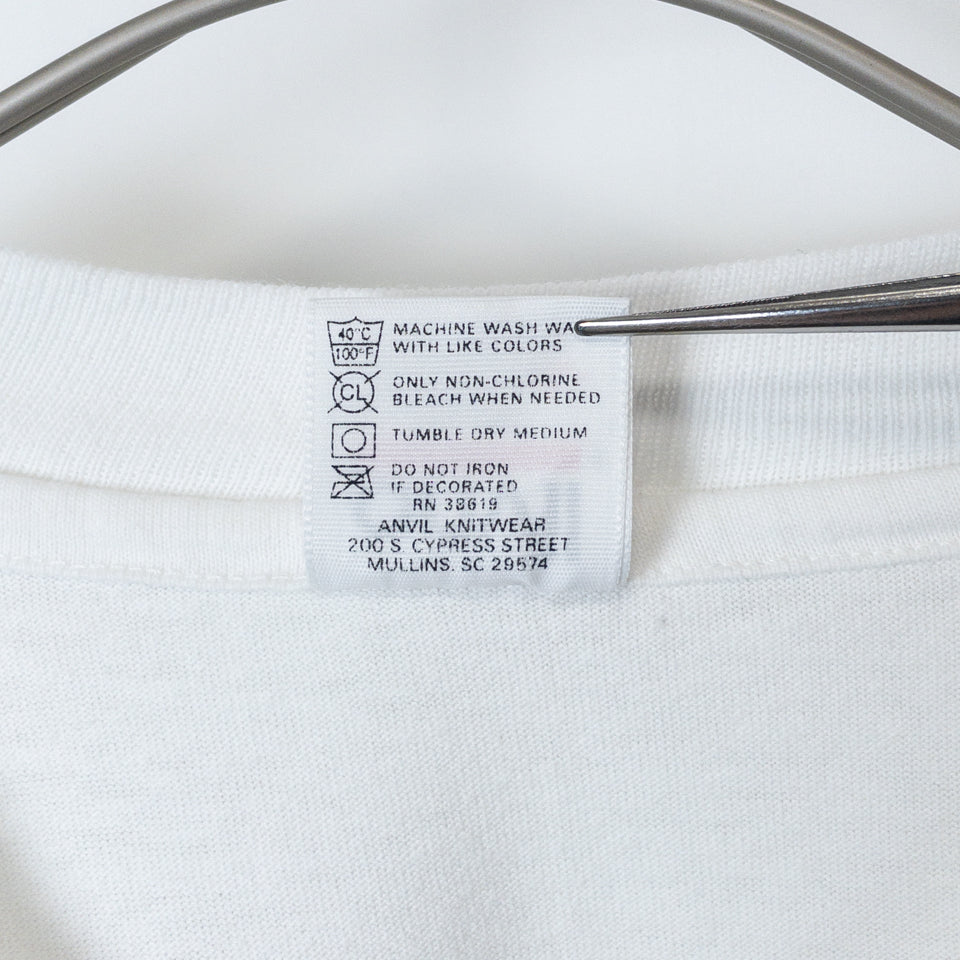 40°C
100°F
MACHINE WASH WA
WITH LIKE COLORS
CL
ONLY NON-CHLORINE
BLEACH WHEN NEEDED
TUMBLE DRY MEDIUM
DO NOT IRON
IF DECORATED
RN 38619
ANVIL KNITWEAR
200 S. CYPRESS STREET
MULLINS, SC 29574